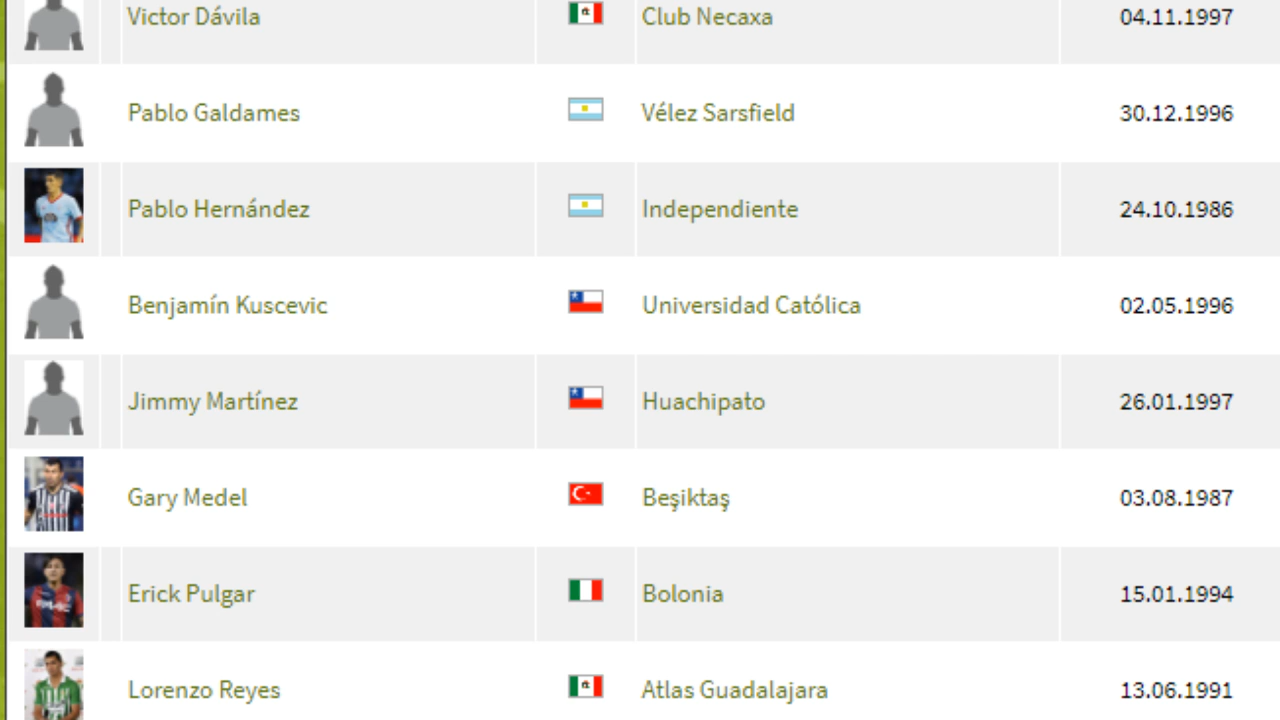 Victor Dávila Club Necaxa 04.11.1997
Pablo Galdames Vélez Sarsfield 30.12.1996
Pablo Hernández Independiente 24.10.1986
Benjamín Kuscevic Universidad Católica 02.05.1996
Jimmy Martínez Huachipato 26.01.1997
Gary Medel Beşiktaş 03.08.1987
Erick Pulgar Bolonia 15.01.1994
Lorenzo Reyes Atlas Guadalajara 13.06.1991